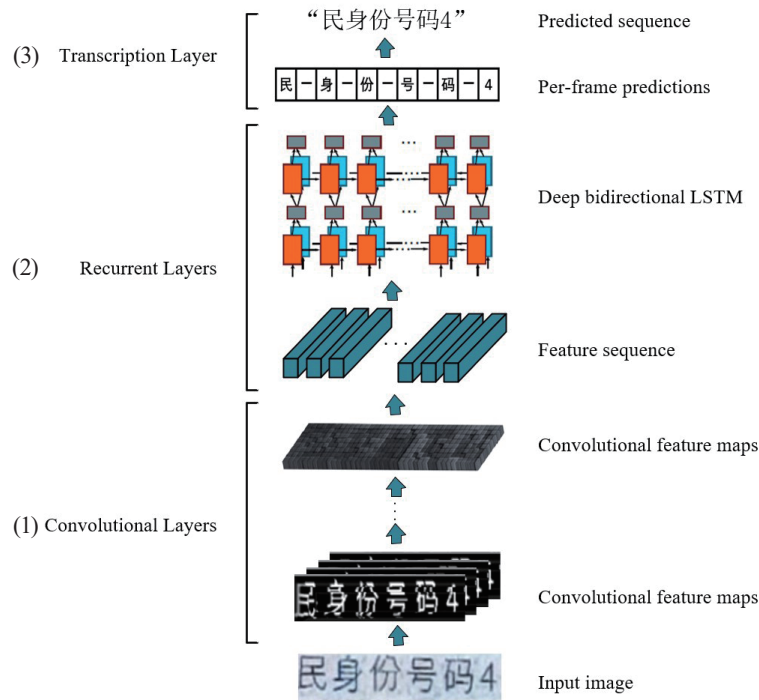 “民身份号码4”
Predicted sequence
(3) Transcription Layer
民 – 身 – 份 – 号 – 码 – 4
Per-frame predictions
...
Deep bidirectional LSTM
...
(2) Recurrent Layers
...
Feature sequence
Convolutional feature maps
(1) Convolutional Layers
民身份号码4
Convolutional feature maps
民身份号码4
Input image